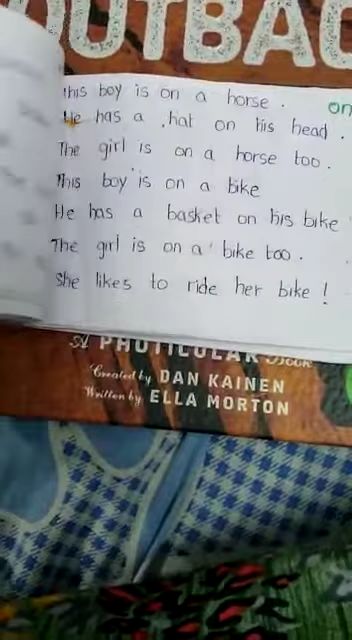 OUTBAC
this boy is on a horse . on
He has a hat on his head .
The girl is on a horse too .
This boy is on a bike
He has a basket on his bike
The girl is on a bike too .
She likes to ride her bike !
A PHOTICULAR BOOK
Created by DAN KAINEN
Written by ELLA MORTON